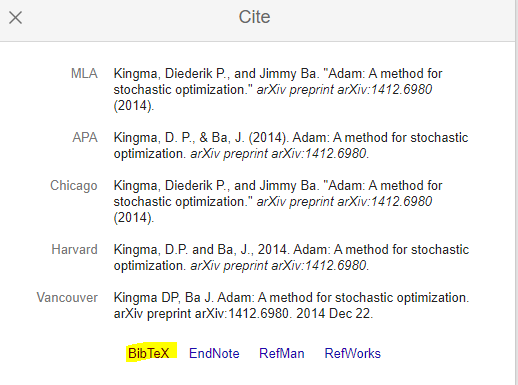 Cite
MLA Kingma, Diederik P., and Jimmy Ba. "Adam: A method for
stochastic optimization." arXiv preprint arXiv:1412.6980
(2014).
APA Kingma, D. P., & Ba, J. (2014). Adam: A method for stochastic
optimization. arXiv preprint arXiv:1412.6980.
Chicago Kingma, Diederik P., and Jimmy Ba. "Adam: A method for
stochastic optimization." arXiv preprint arXiv:1412.6980
(2014).
Harvard Kingma, D.P. and Ba, J., 2014. Adam: A method for stochastic
optimization. arXiv preprint arXiv:1412.6980.
Vancouver Kingma DP, Ba J. Adam: A method for stochastic optimization.
arXiv preprint arXiv:1412.6980. 2014 Dec 22.
BibTeX EndNote RefMan RefWorks